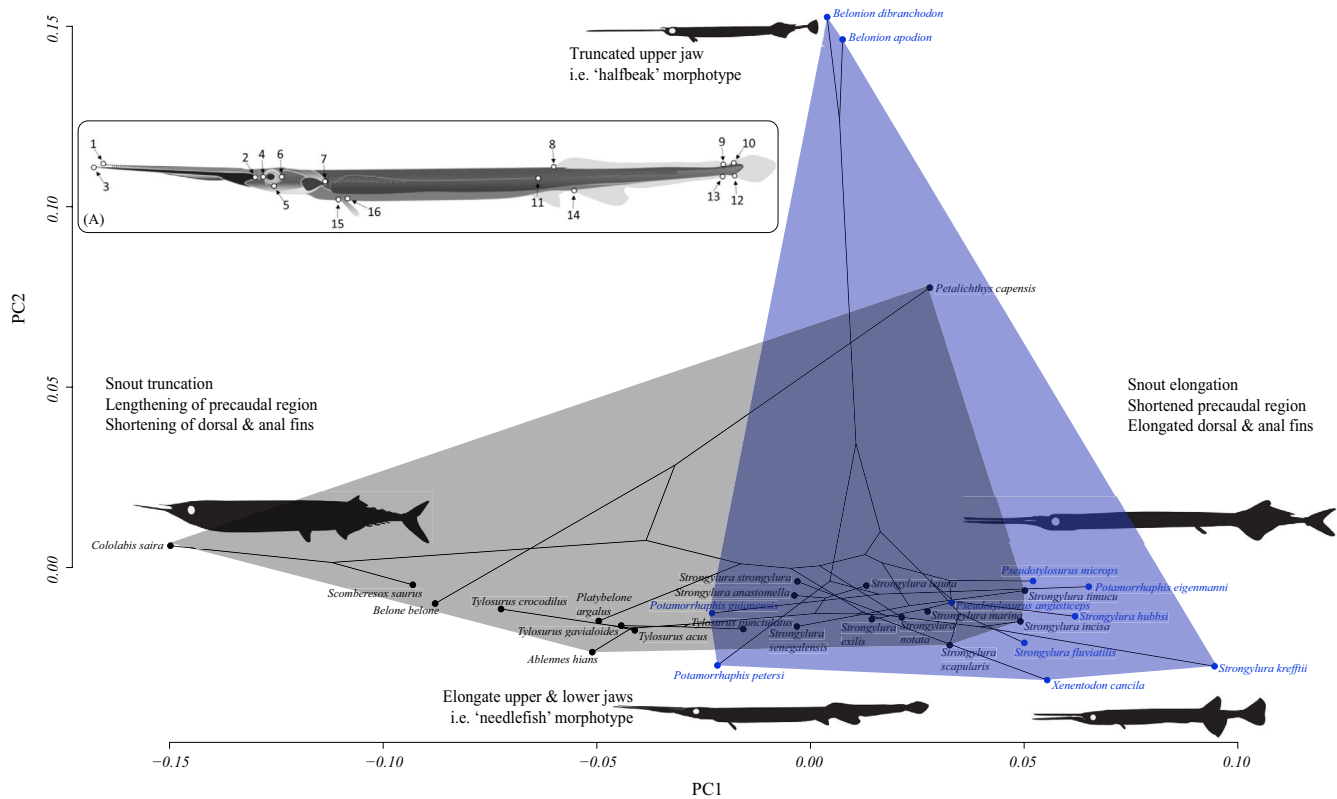 Belonion dibranchodon
Belonion apodion
Truncated upper jaw
i.e. ‘halfbeak’ morphotype
1
2
4
6
7
8
9
10
3
5
11
13
12
14
15
16
(A)
Petalichthys capensis
Snout truncation
Lengthening of precaudal region
Shortening of dorsal & anal fins
Snout elongation
Shortened precaudal region
Elongated dorsal & anal fins
Cololabis saira
Scomberesox saurus
Belone belone
Tylosurus crocodilus
Platybelone
argalus
Tylosurus gavialoides
Tylosurus acus
Ablennes hians
Strongylura strongylura
Strongylura anastomella
Potamorrhaphis guianensis
Tylosurus punctulatus
Strongylura
senegalensis
Strongylura leiura
Strongylura
exilis
Strongylura
notata
Strongylura marina
Pseudotylosurus angusticeps
Pseudotylosurus microps
Potamorrhaphis eigenmanni
Strongylura timucu
Strongylura hubbsi
Strongylura incisa
Strongylura fluviatilis
Strongylura
scapularis
Strongylura krefftii
Xenentodon cancila
Potamorrhaphis petersi
Elongate upper & lower jaws
i.e. ‘needlefish’ morphotype
PC2
0.15
0.10
0.05
0.00
−0.15
−0.10
−0.05
0.00
0.05
0.10
PC1